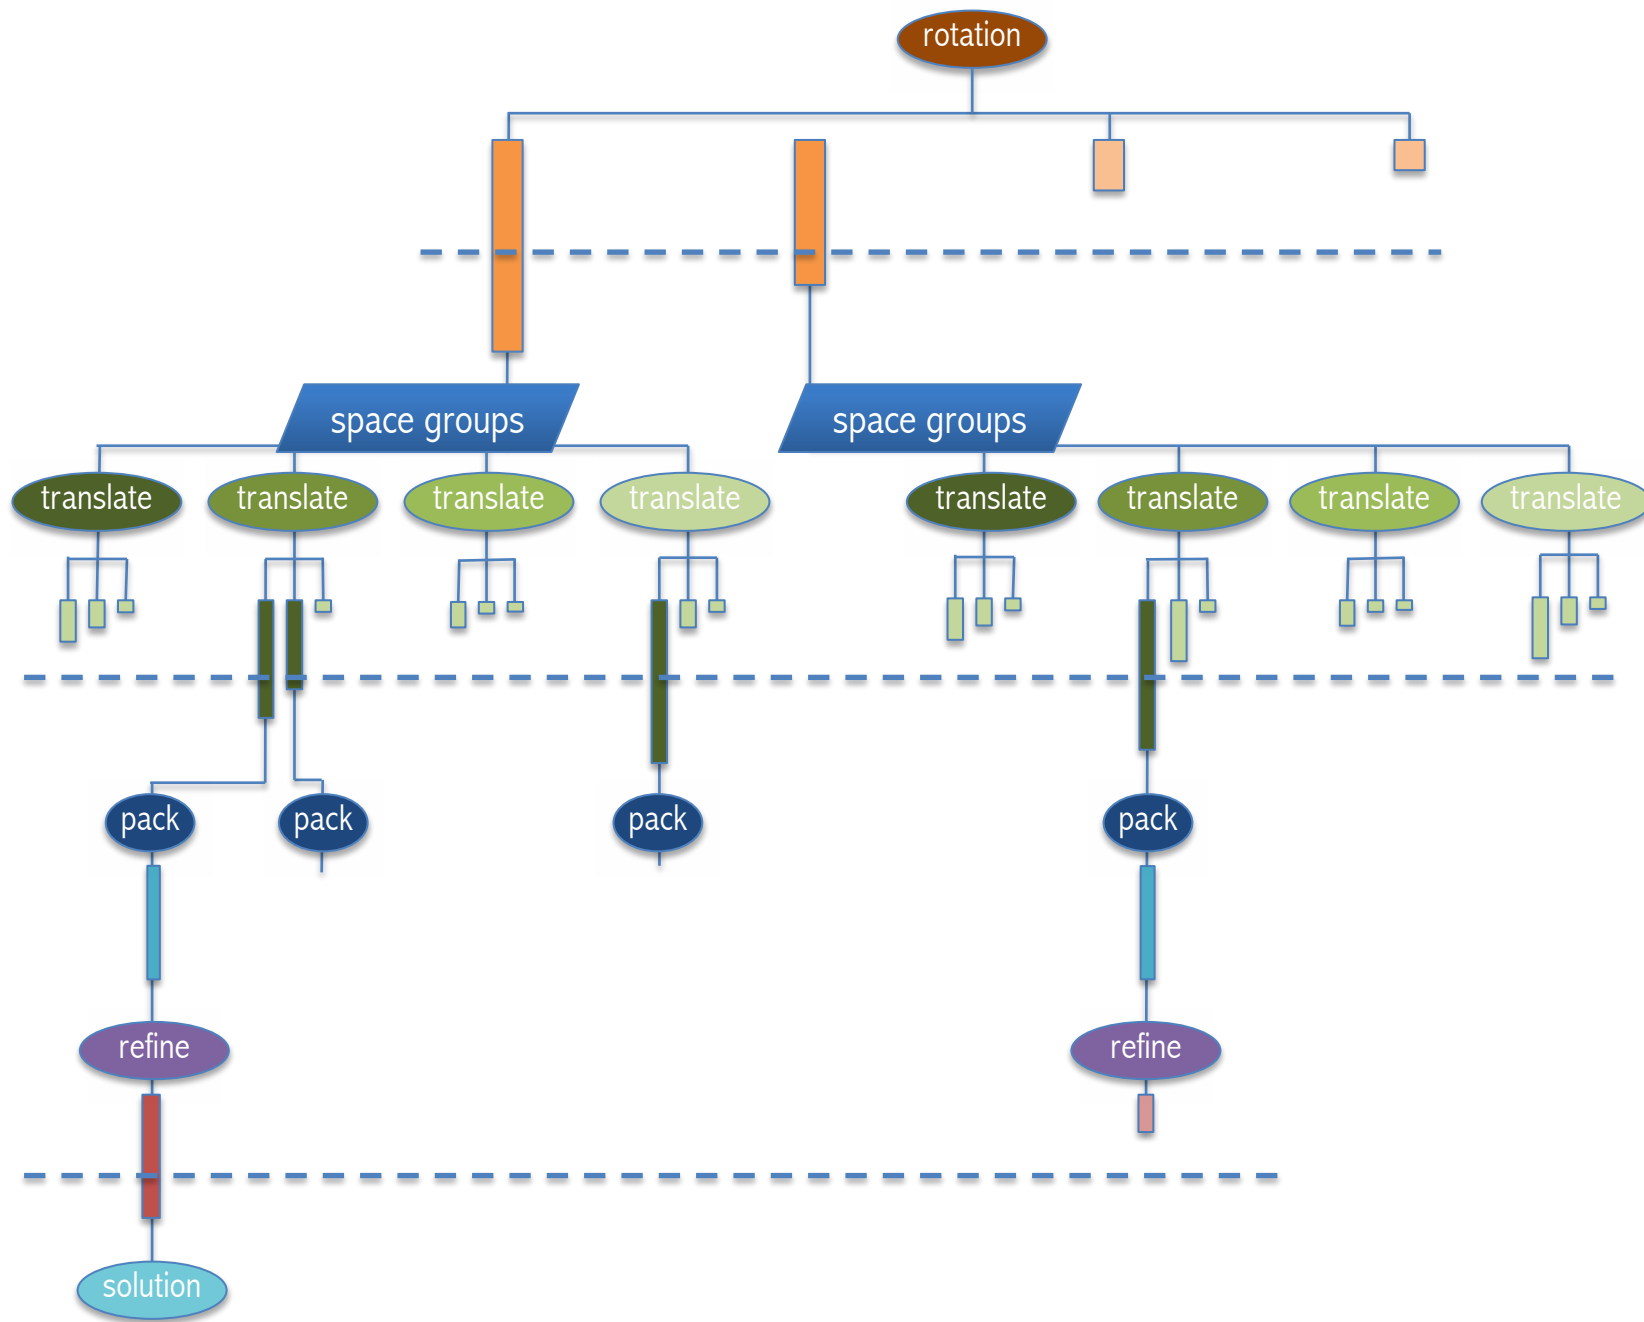 rotation
space groups
space groups
translate
translate
translate
translate
translate
translate
translate
translate
pack
pack
pack
pack
refine
refine
solution